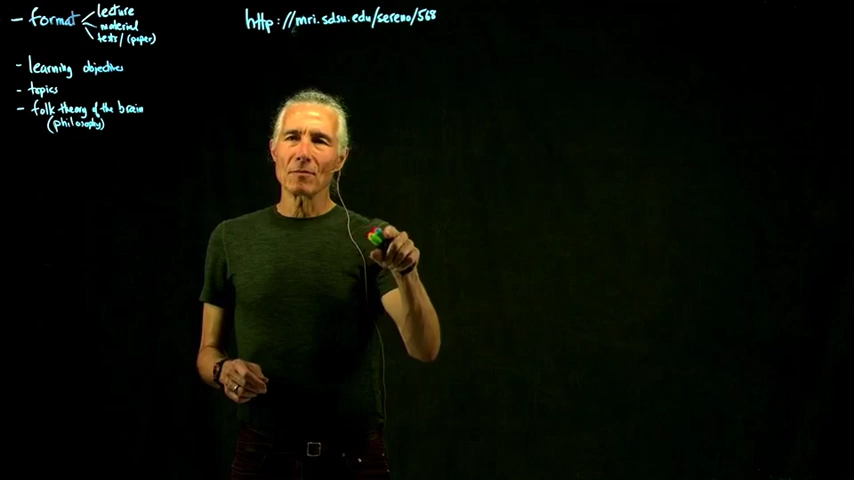 - format < lecture
material
tests/(paper)
http://mri.sdsu.edu/sereno/568
- learning objectives
- topics
- folk theory of the brain
(philosophy)